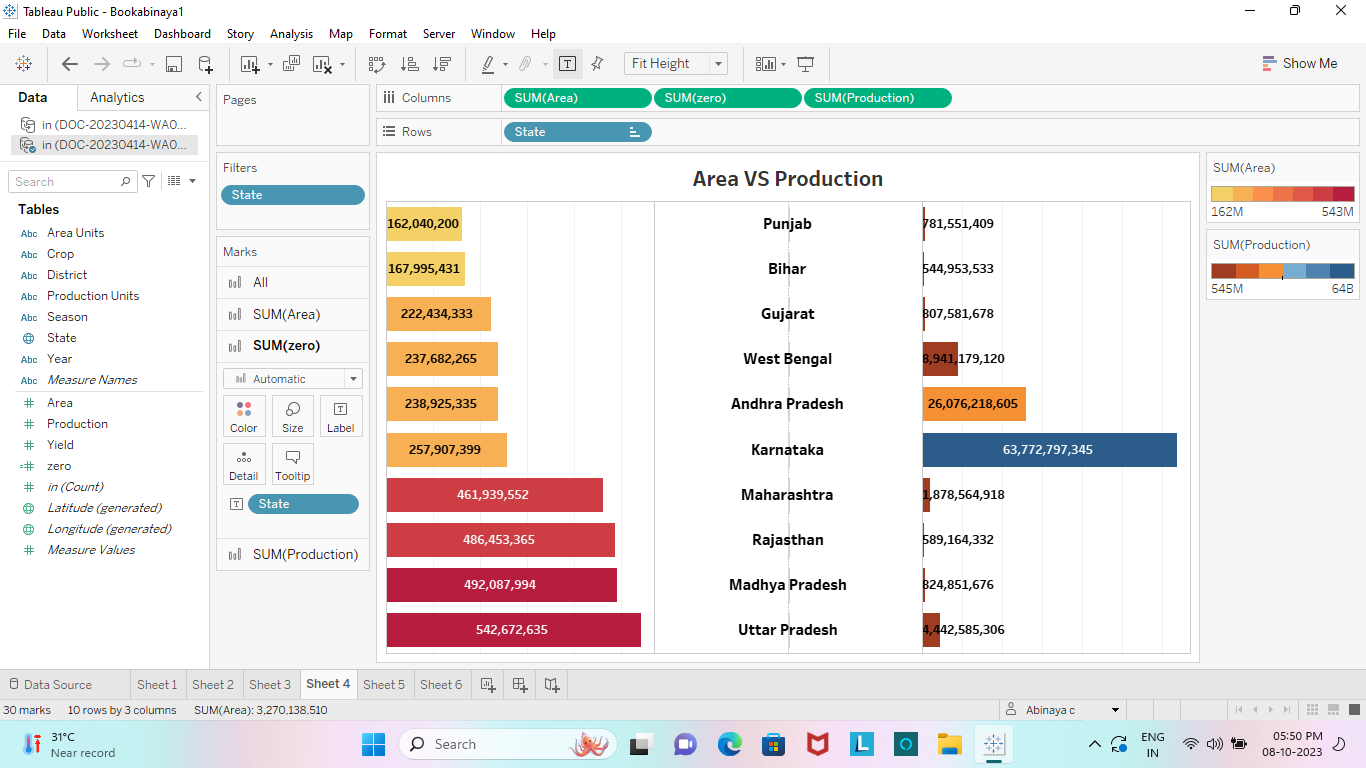 Tableau Public - Bookabinaya1
File Data Worksheet Dashboard Story Analysis Map Format Server Window Help
Fit Height
Show Me
Data Analytics
in (DOC-20230414-WA0...
in (DOC-20230414-WA0...
Search
Tables
Abc Area Units
Abc Crop
Abc District
Abc Production Units
Abc Season
State
Abc Year
Abc Measure Names
# Area
# Production
# Yield
=# zero
# in (Count)
Latitude (generated)
Longitude (generated)
# Measure Values
Pages
Filters
State
Marks
All
SUM(Area)
SUM(zero)
Automatic
Color Size Label
Detail Tooltip
State
SUM(Production)
Columns SUM(Area) SUM(zero) SUM(Production)
Rows State
Area VS Production
162,040,200 Punjab 781,551,409
167,995,431 Bihar 544,953,533
222,434,333 Gujarat 807,581,678
237,682,265 West Bengal 8,941,179,120
238,925,335 Andhra Pradesh 26,076,218,605
257,907,399 Karnataka 63,772,797,345
461,939,552 Maharashtra 1,878,564,918
486,453,365 Rajasthan 589,164,332
492,087,994 Madhya Pradesh 824,851,676
542,672,635 Uttar Pradesh 4,442,585,306
SUM(Area)
162M 543M
SUM(Production)
545M 64B
Data Source Sheet 1 Sheet 2 Sheet 3 Sheet 4 Sheet 5 Sheet 6
30 marks 10 rows by 3 columns SUM(Area): 3,270,138,510 Abinaya c
31°C
Near record
Search
L
ENG
IN
05:50 PM
08-10-2023